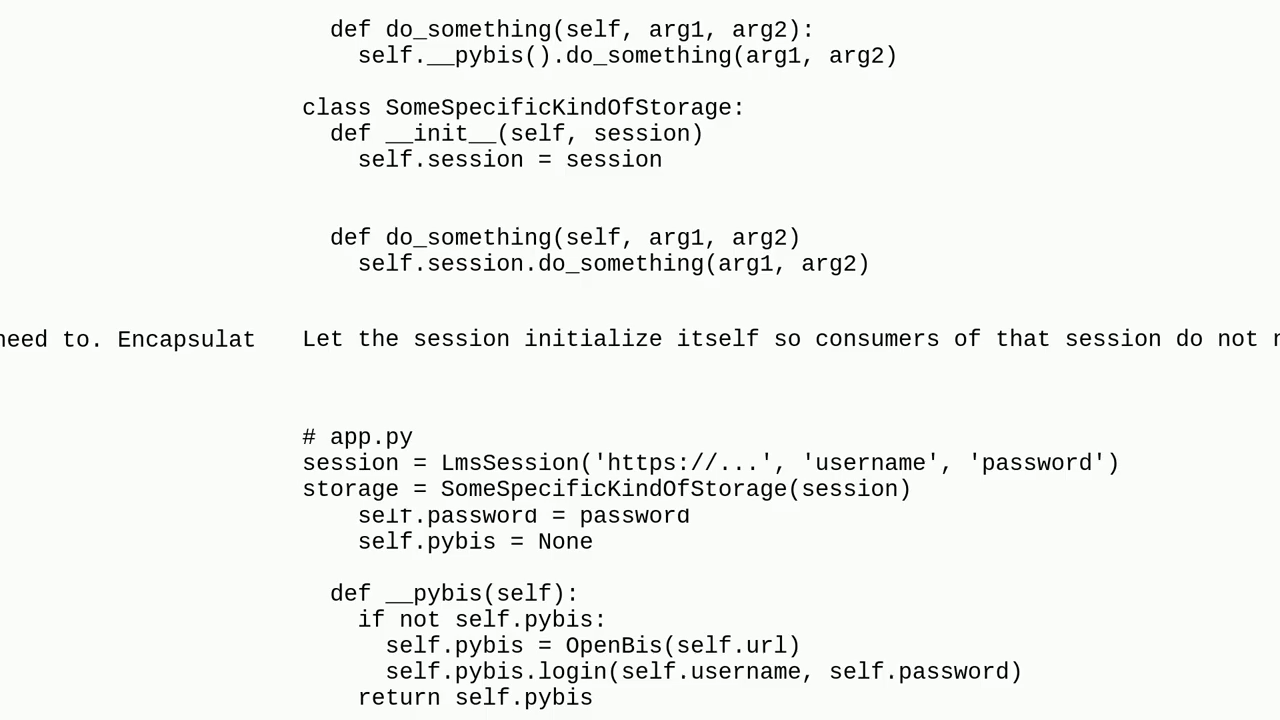 def do_something(self, arg1, arg2):
self.__pybis().do_something(arg1, arg2)
class SomeSpecificKindOfStorage:
def __init__(self, session)
self.session = session
def do_something(self, arg1, arg2)
self.session.do_something(arg1, arg2)
need to. Encapsulat
Let the session initialize itself so consumers of that session do not n
# app.py
session = LmsSession('https://...', 'username', 'password')
storage = SomeSpecificKindOfStorage(session)
self.password = password
self.pybis = None
def __pybis(self):
if not self.pybis:
self.pybis = OpenBis(self.url)
self.pybis.login(self.username, self.password)
return self.pybis